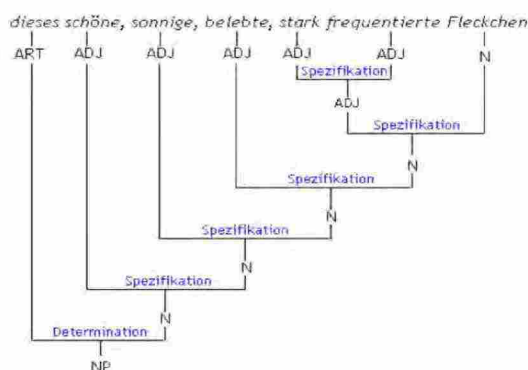 dieses schöne, sonnige, belebte, stark frequentierte Fleckchen
ART ADJ ADJ ADJ ADJ ADJ N
Spezifikation
ADJ
Spezifikation
N
Spezifikation
N
Spezifikation
N
Spezifikation
N
Determination
NP